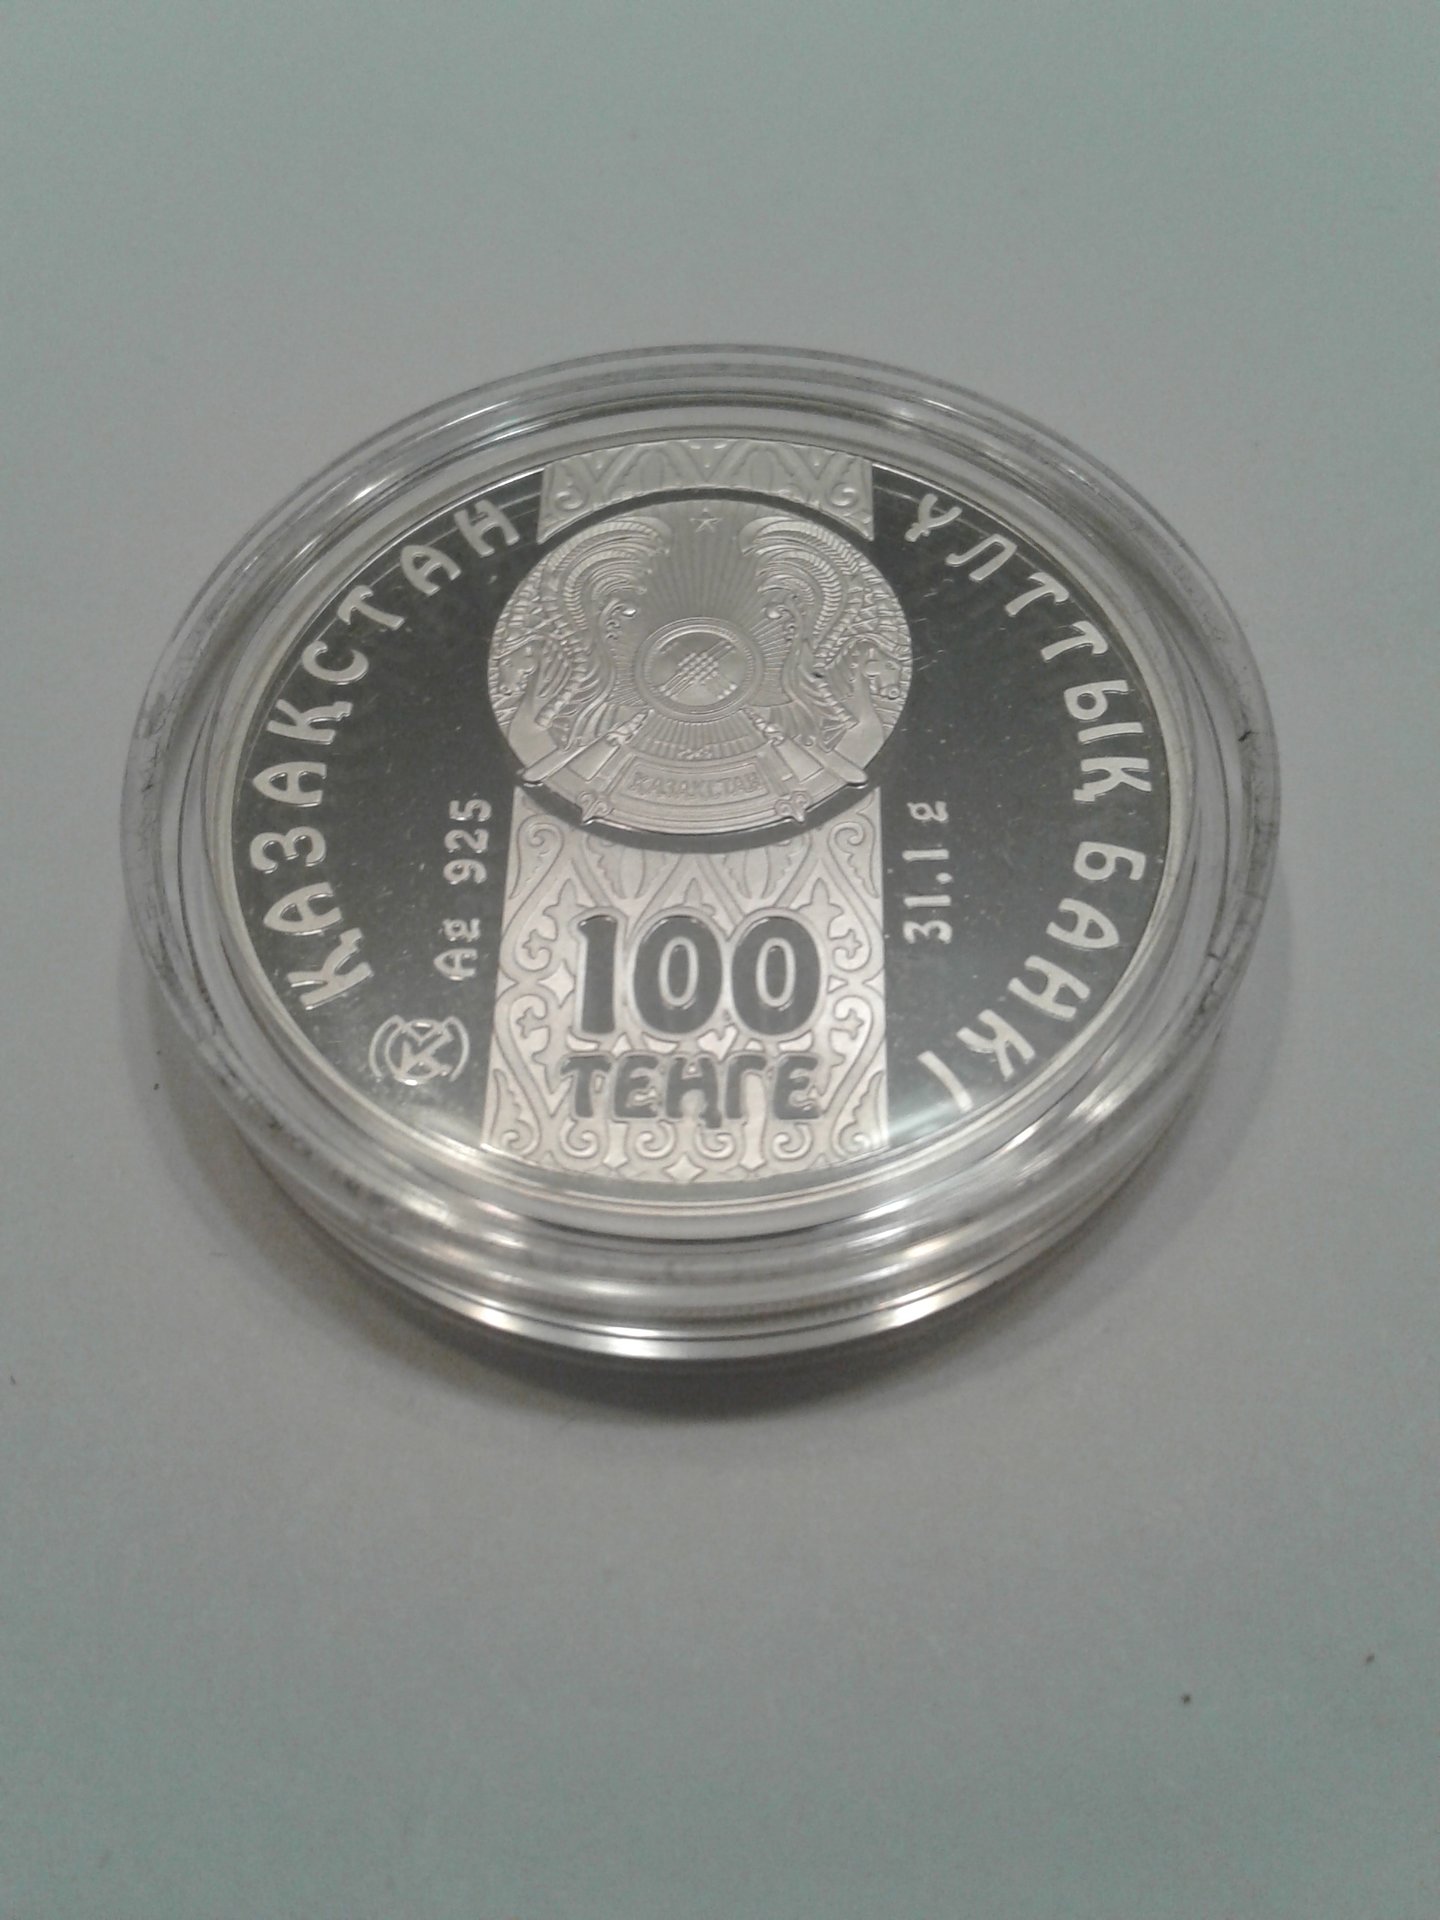 ҚАЗАҚСТАН ҰЛТТЫҚ БАНКІ
ҚАЗАҚСТАН
Ag 925
31.1 g
100
ТЕҢГЕ